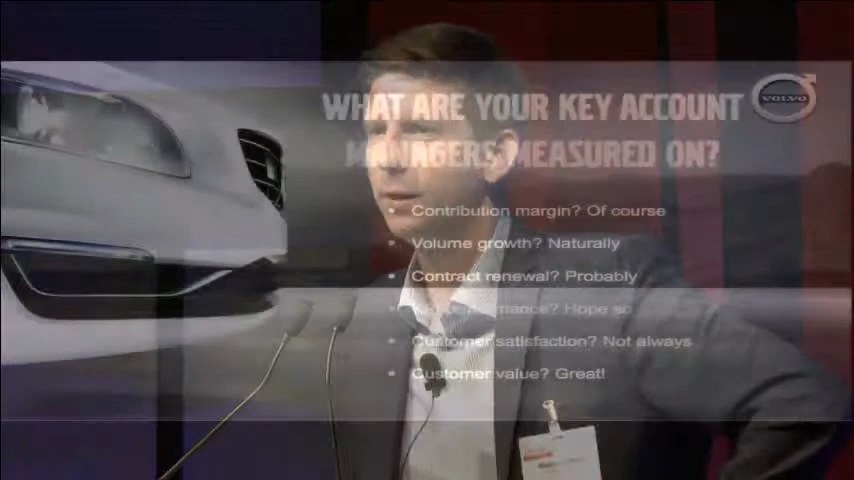 WHAT ARE YOUR KEY ACCOUNT
MANAGERS MEASURED ON?
VOLVO
• Contribution margin? Of course
• Volume growth? Naturally
• Contract renewal? Probably
• performance? Hope so
• Customer satisfaction? Not always
• Customer value? Great!